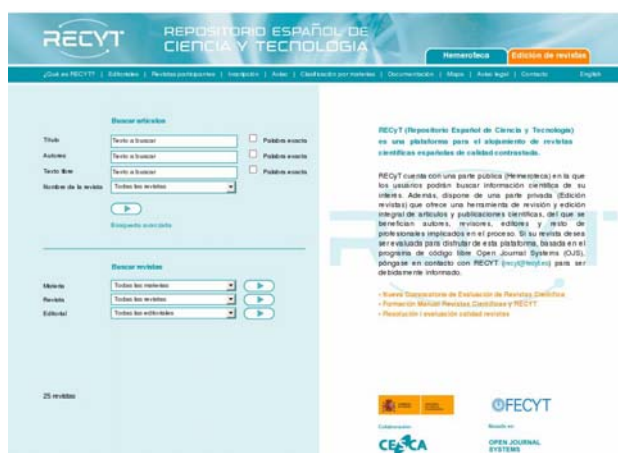 RECYT
REPOSITORIO ESPAÑOL DE
CIENCIA Y TECNOLOGIA
Hemeroteca
Edición de revistas
¿Qué es RECYT? | Editoriales | Revistas participantes | Inscripción | Aviso | Clasificación por materias | Documentación | Mapa | Aviso legal | Contacto
English
Buscar artículos
Título Texto a buscar Palabra exacta
Autores Texto a buscar Palabra exacta
Texto libre Texto a buscar Palabra exacta
Nombre de la revista Todas las revistas
Búsqueda avanzada
Buscar revistas
Materia Todas las materias
Revista Todas las revistas
Editorial Todas las editoriales
25 revistas
RECyT (Repositorio Español de Ciencia y Tecnología)
es una plataforma para el alojamiento de revistas
científicas españolas de calidad contrastada.
RECyT cuenta con una parte pública (Hemeroteca) en la que
los usuarios podrán buscar información científica de su
interés. Además, dispone de una parte privada (Edición
revistas) que ofrece una herramienta de revisión y edición
integral de artículos y publicaciones científicas, del que se
benefician autores, revisores, editores y resto de
profesionales implicados en el proceso. Si su revista desea
ser evaluada para disfrutar de esta plataforma, basada en el
programa de código libre Open Journal Systems (OJS),
póngase en contacto con RECYT (recyt@fecyt.es) para ser
debidamente informado.
- Nueva Convocatoria de Evaluación de Revistas Científica
- Formación Manual Revistas Científicas y RECYT
- Resolución I evaluación calidad revistas
FECYT
Colaboración:
Basado en:
CESCA
OPEN JOURNAL
SYSTEMS